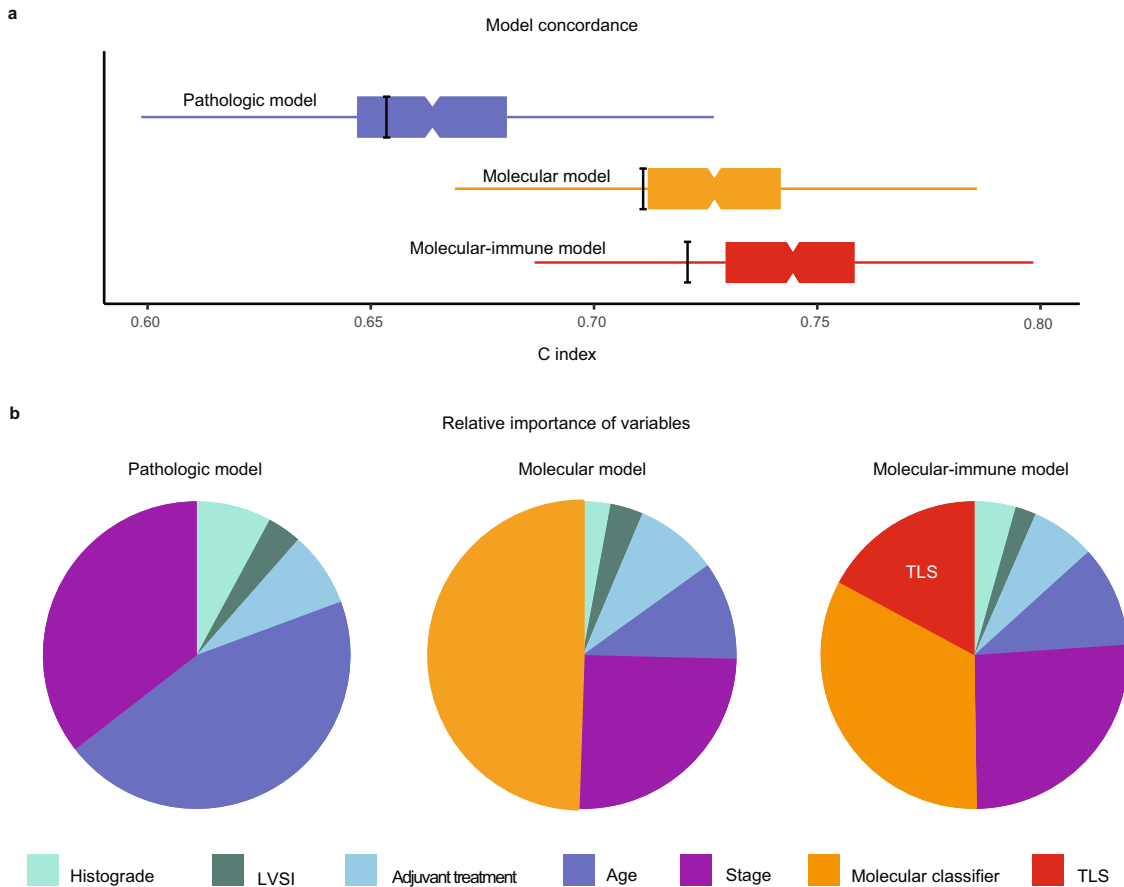 a
Model concordance
Pathologic model
Molecular model
Molecular-immune model
0.60 0.65 0.70 0.75 0.80
C index
b
Relative importance of variables
Pathologic model Molecular model Molecular-immune model
TLS
Histograde LVSI Adjuvant treatment Age Stage Molecular classifier TLS